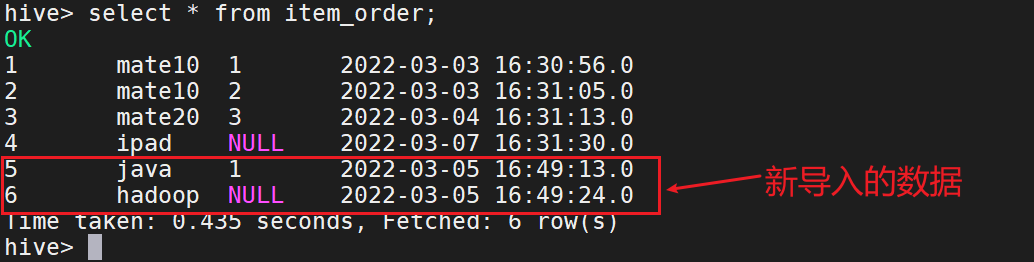 hive> select * from item_order;
OK
1 mate10 1 2022-03-03 16:30:56.0
2 mate10 2 2022-03-03 16:31:05.0
3 mate20 3 2022-03-04 16:31:13.0
4 ipad NULL 2022-03-07 16:31:30.0
5 java 1 2022-03-05 16:49:13.0
6 hadoop NULL 2022-03-05 16:49:24.0
新导入的数据
Time taken: 0.435 seconds, Fetched: 6 row(s)
hive>